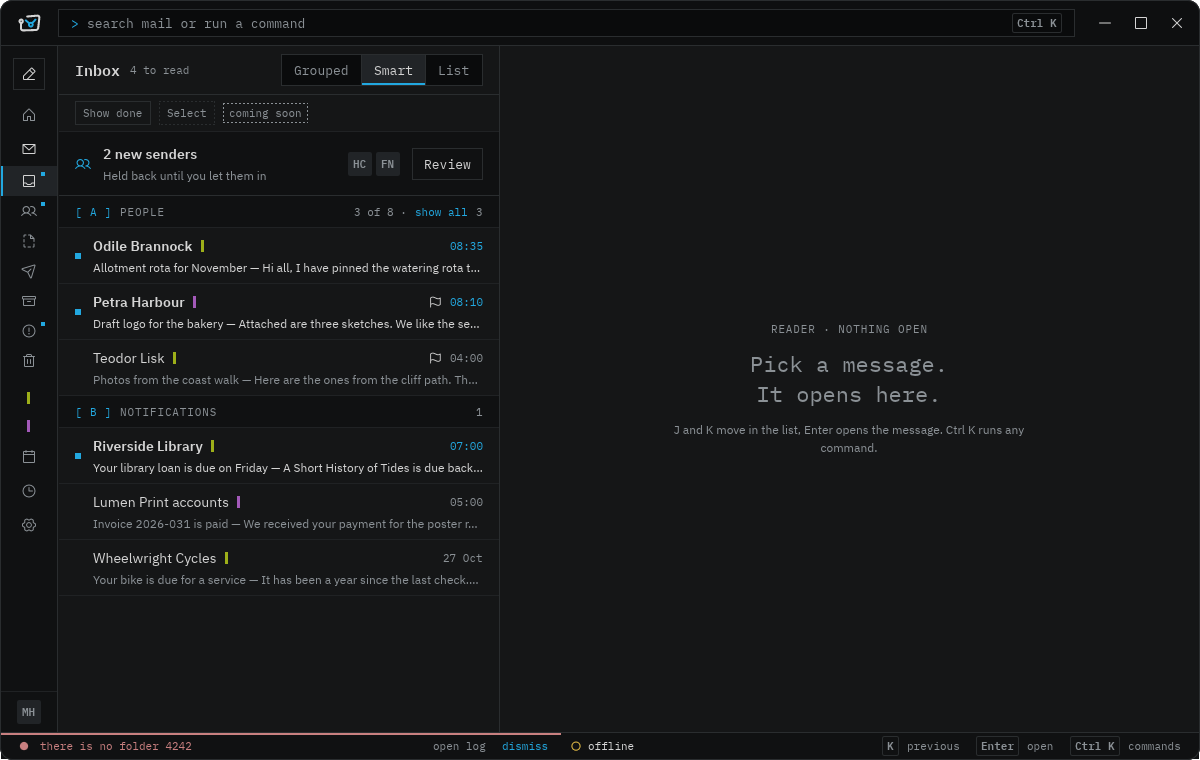 > search mail or run a command Ctrl K
Inbox 4 to read Grouped Smart List
Show done Select coming soon
2 new senders
Held back until you let them in
HC FN Review
[ A ] PEOPLE 3 of 8 · show all 3
Odile Brannock 08:35
Allotment rota for November — Hi all, I have pinned the watering rota t…
Petra Harbour 08:10
Draft logo for the bakery — Attached are three sketches. We like the se…
Teodor Lisk 04:00
Photos from the coast walk — Here are the ones from the cliff path. Th…
[ B ] NOTIFICATIONS 1
Riverside Library 07:00
Your library loan is due on Friday — A Short History of Tides is due back…
Lumen Print accounts 05:00
Invoice 2026-031 is paid — We received your payment for the poster r…
Wheelwright Cycles 27 Oct
Your bike is due for a service — It has been a year since the last check.…
READER · NOTHING OPEN
Pick a message.
It opens here.
J and K move in the list, Enter opens the message. Ctrl K runs any
command.
MH
there is no folder 4242 open log dismiss offline K previous Enter open Ctrl K commands